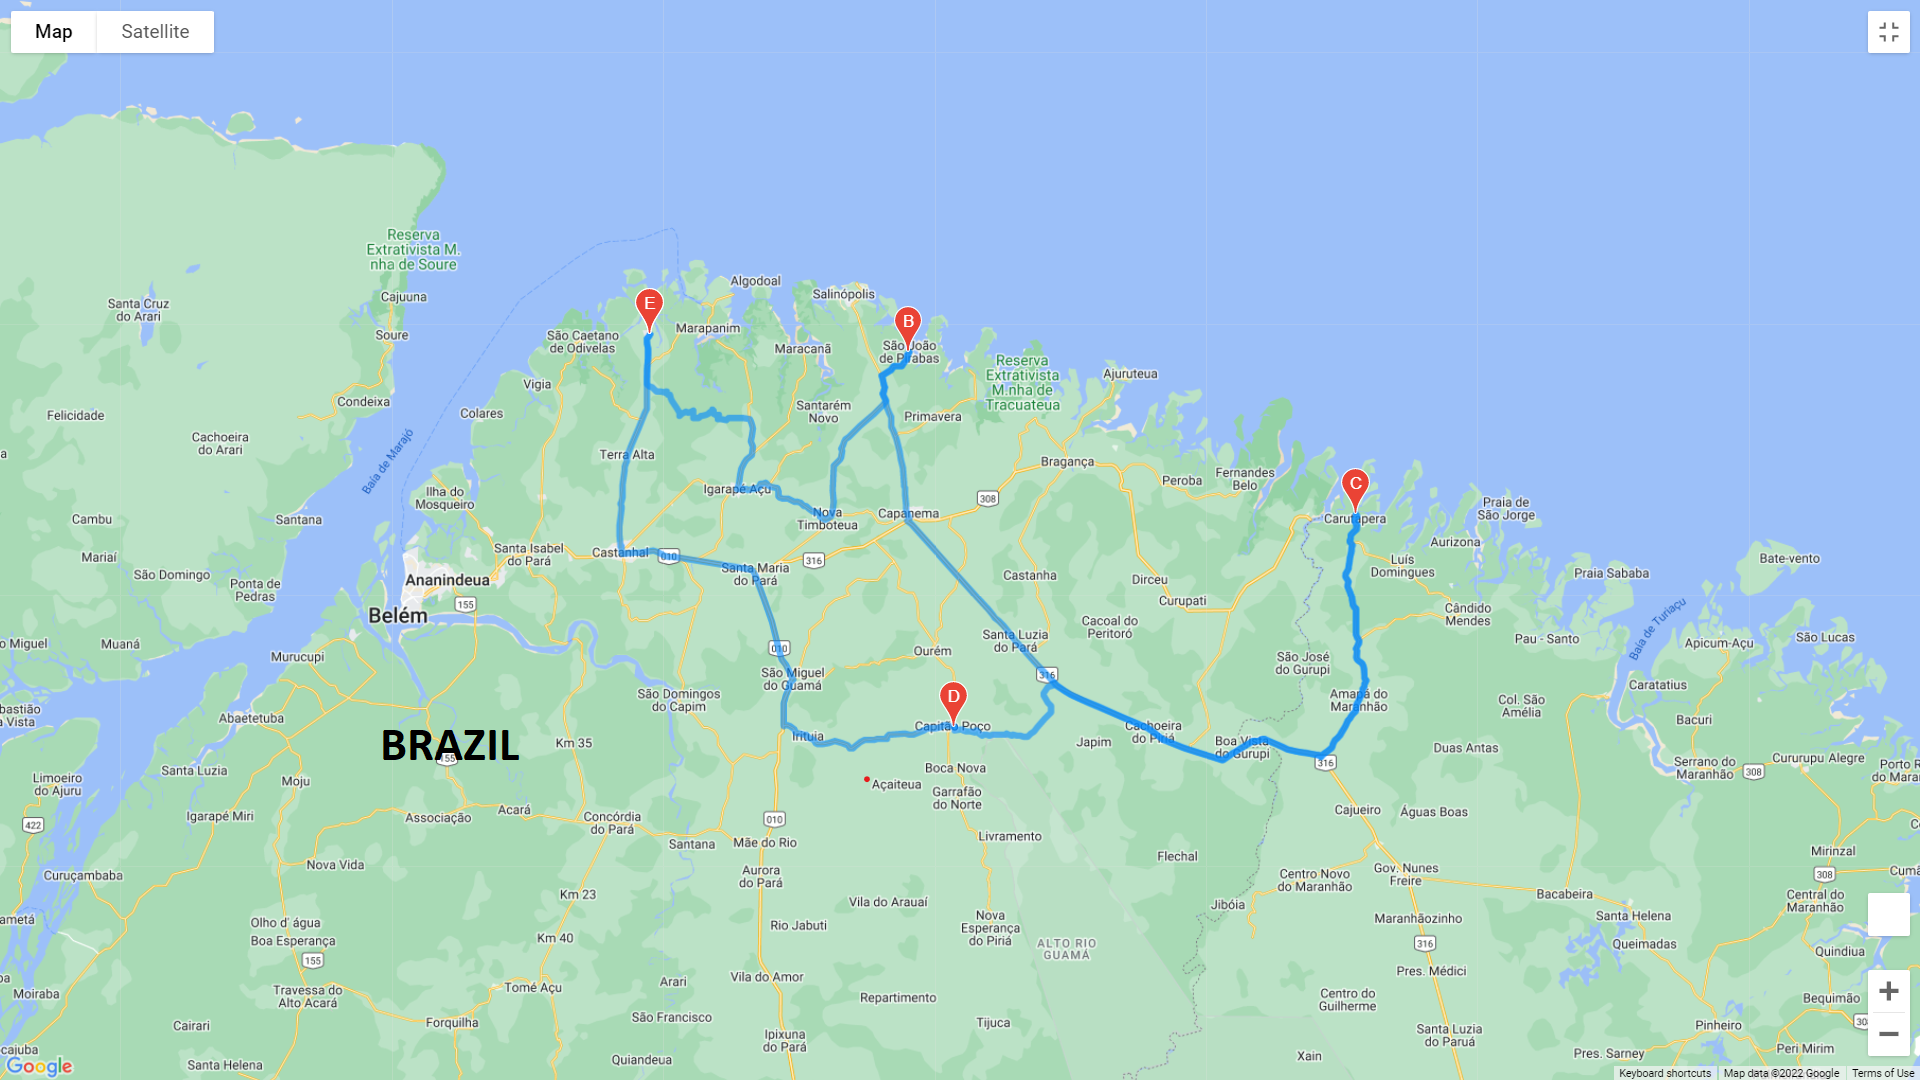 Map
Satellite
Reserva
Extrativista M.
nha de Soure
Algodoal
Salinópolis
Cajuuna
Santa Cruz
do Arari
E
B
Marapanim
São Caetano
de Odivelas
Soure
São João
de Pirabas
Maracanã
Reserva
Extrativista
M.nha de
Tracuateua
Ajuruteua
Vigia
Condeixa
Colares
Santarém
Novo
Primavera
Felicidade
Cachoeira
do Arari
Baía de Marajó
Terra Alta
Bragança
Fernandes
Belo
Peroba
C
Igarapé Açu
Ilha do
Mosqueiro
308
Praia de
São Jorge
Cambu
Santana
Nova
Timboteua
Capanema
Carutapera
Aurizona
Santa Isabel
do Pará
Castanhal
010
316
Mariaí
São Domingo
Ponta de
Pedras
Ananindeua
Santa Maria
do Pará
Castanha
Dirceu
Luís
Domingues
Praia Sababa
Bate-vento
155
Belém
Curupati
Cândido
Mendes
Baía de Turiaçu
o Miguel
Muaná
Murucupi
010
Santa Luzia
do Pará
Cacoal do
Peritoró
Pau - Santo
Apicum-Açu
São Lucas
Ourém
São José
do Gurupi
São Miguel
do Guamá
316
São Domingos
do Capim
D
Amapá do
Maranhão
Col. São
Amélia
Caratatius
são Sebastião
da Boa Vista
Abaetetuba
Bacuri
Irituia
Capitão Poço
Cachoeira
do Piriá
Japim
Boa Vista
do Gurupi
316
Duas Antas
BRAZIL
155
Km 35
Santa Luzia
Moju
Limoeiro
do Ajuru
Açaiteua
Boca Nova
Garrafão
do Norte
Serrano do
Maranhão
308
Cururupu Alegre
Porto R
do Maran
Igarapé Miri
422
Associação
Acará
Concórdia
do Pará
010
Livramento
Cajueiro
Águas Boas
Santana
Mãe do Rio
Nova Vida
Curuçambaba
Aurora
do Pará
Flechal
Gov. Nunes
Freire
Centro Novo
do Maranhão
Mirinzal
308
Cumã
Km 23
Vila do Arauaí
Jibóia
Bacabeira
Central do
Maranhão
ametá
Olho d' água
Boa Esperança
155
Km 40
Rio Jabuti
Nova
Esperança
do Piriá
ALTO RIO
GUAMÁ
Maranhãozinho
316
Santa Helena
Queimadas
Quindiua
Moiraba
Travessa do
Alto Acará
Tomé Açu
Arari
Vila do Amor
Repartimento
Pres. Médici
Centro do
Guilherme
Bequimão
Cairari
Forquilha
São Francisco
Tijuca
Ipixuna
do Pará
Santa Luzia
do Paruá
Pinheiro
cajuba
Santa Helena
Quiandeua
Xain
Pres. Sarney
Peri Mirim
Google
Keyboard shortcuts
Map data ©2022 Google
Terms of Use